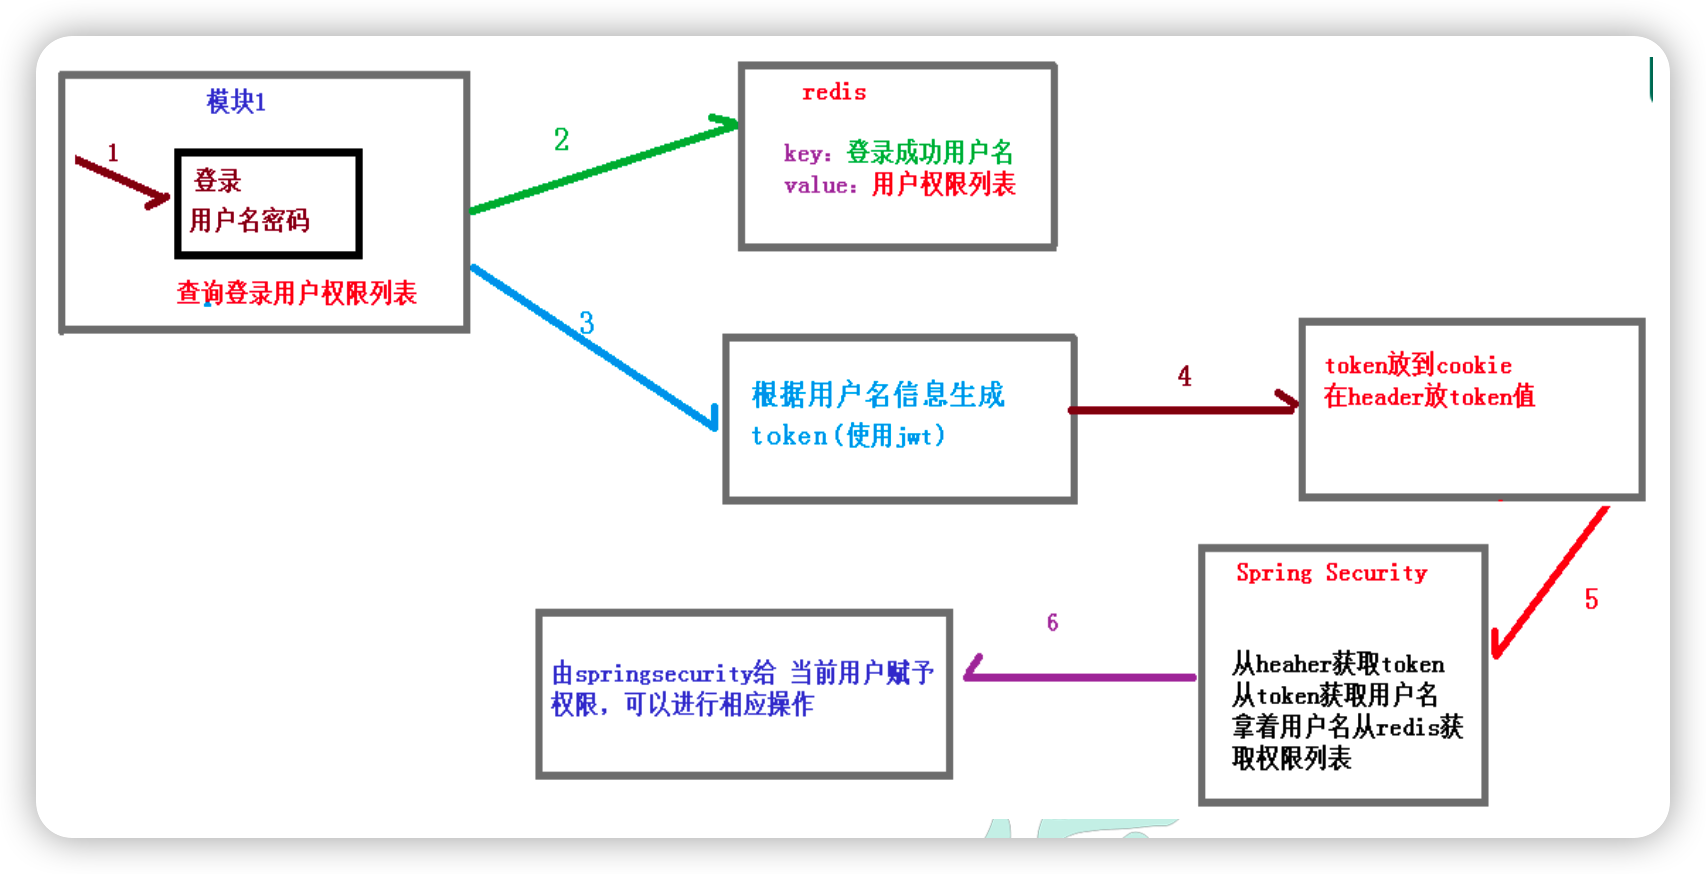 模块1
1
登录
用户名密码
查询登录用户权限列表
2
redis
key：登录成功用户名
value：用户权限列表
3
根据用户名信息生成
token(使用jwt)
4
token放到cookie
在header放token值
5
Spring Security
从heaher获取token
从token获取用户名
拿着用户名从redis获
取权限列表
6
由springsecurity给 当前用户赋予
权限，可以进行相应操作